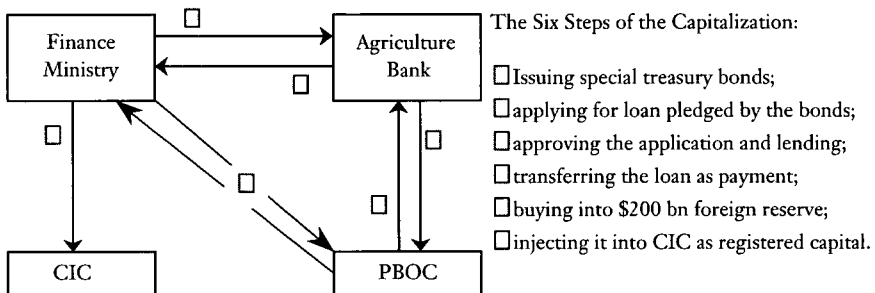 Finance
Ministry
Agriculture
Bank
CIC
PBOC
The Six Steps of the Capitalization:
□Issuing special treasury bonds;
□applying for loan pledged by the bonds;
□approving the application and lending;
□transferring the loan as payment;
□buying into $200 bn foreign reserve;
□injecting it into CIC as registered capital.